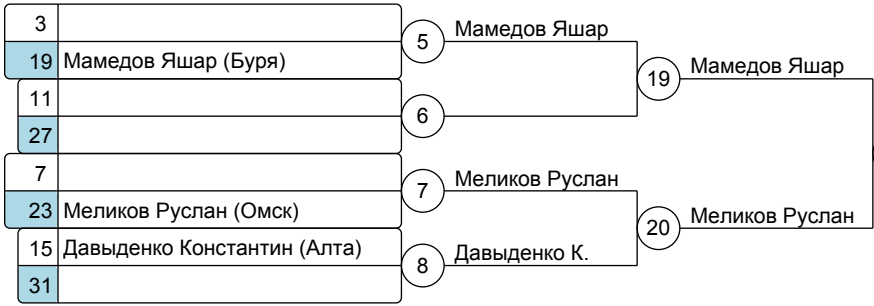 3
19 Мамедов Яшар (Буря)
11
27
7
23 Меликов Руслан (Омск)
15 Давыденко Константин (Алта)
31
5
6
7
8
Мамедов Яшар
Меликов Руслан
Давыденко К.
19
20
Мамедов Яшар
Меликов Руслан